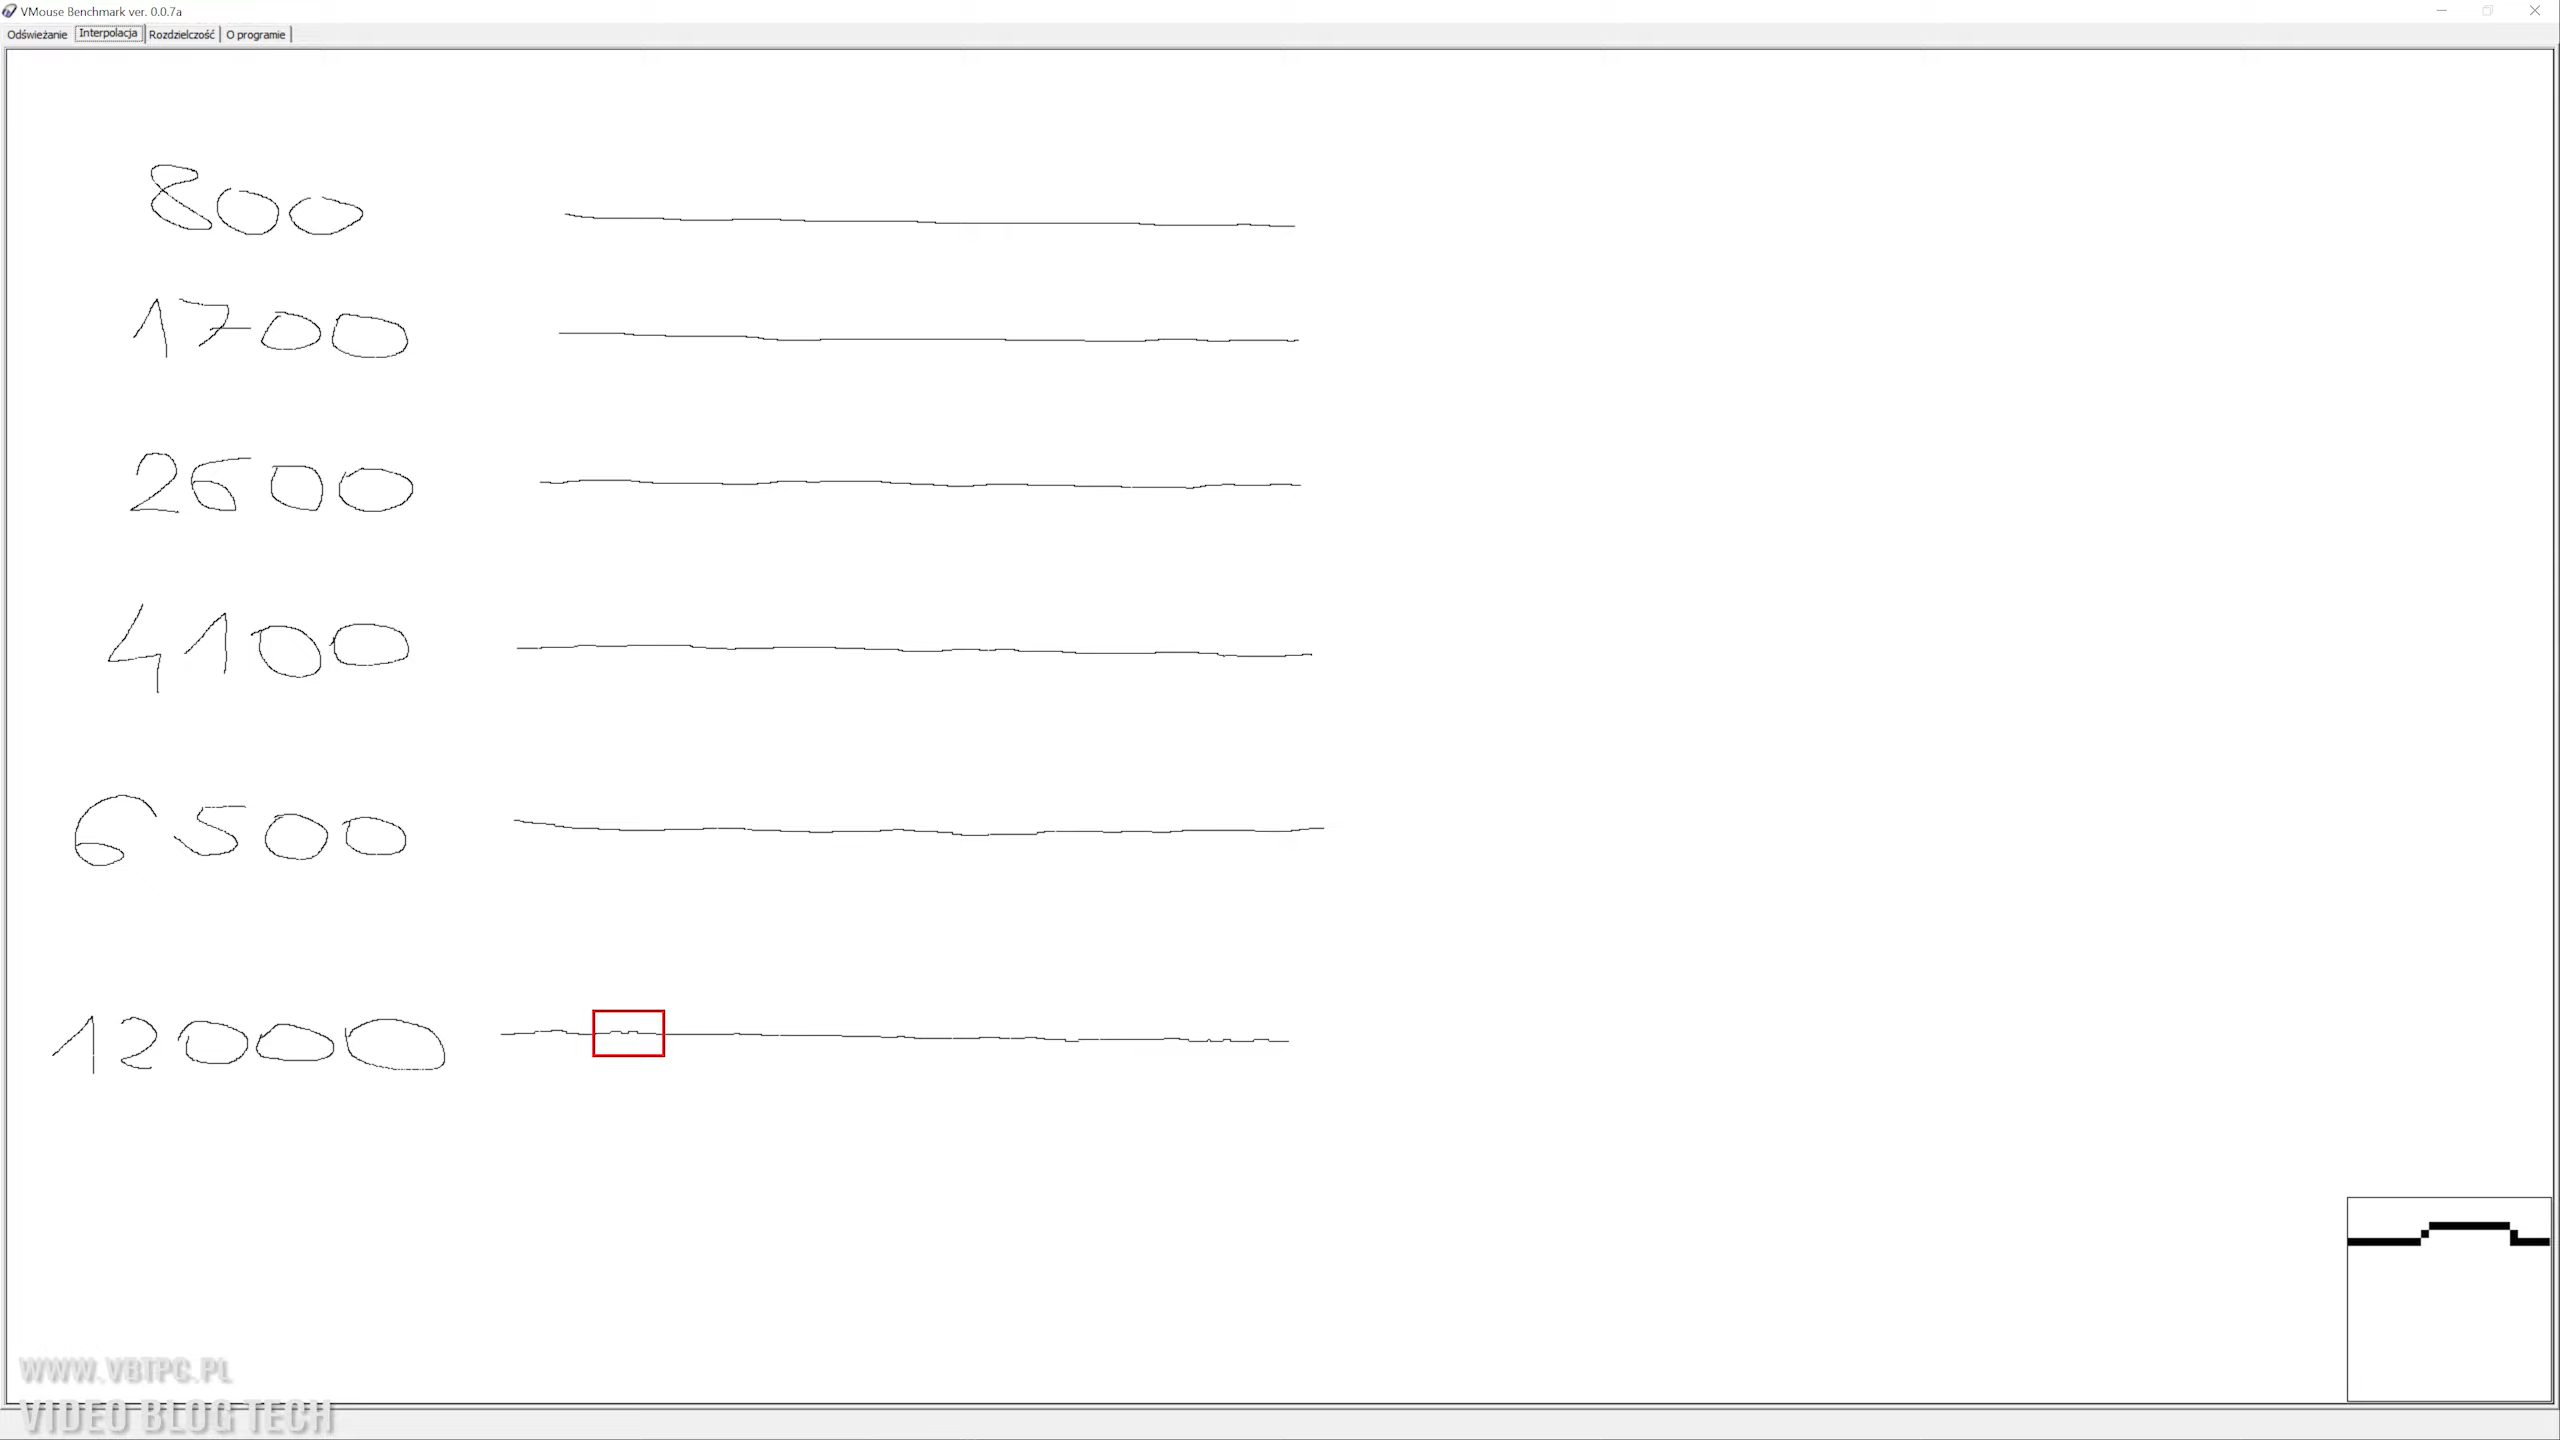 VMouse Benchmark ver. 0.0.7a
Odświeżanie Interpolacja Rozdzielczość O programie
800
1700
2600
4100
6500
12000
WWW.VBTPC.PL
VIDEO BLOG TECH